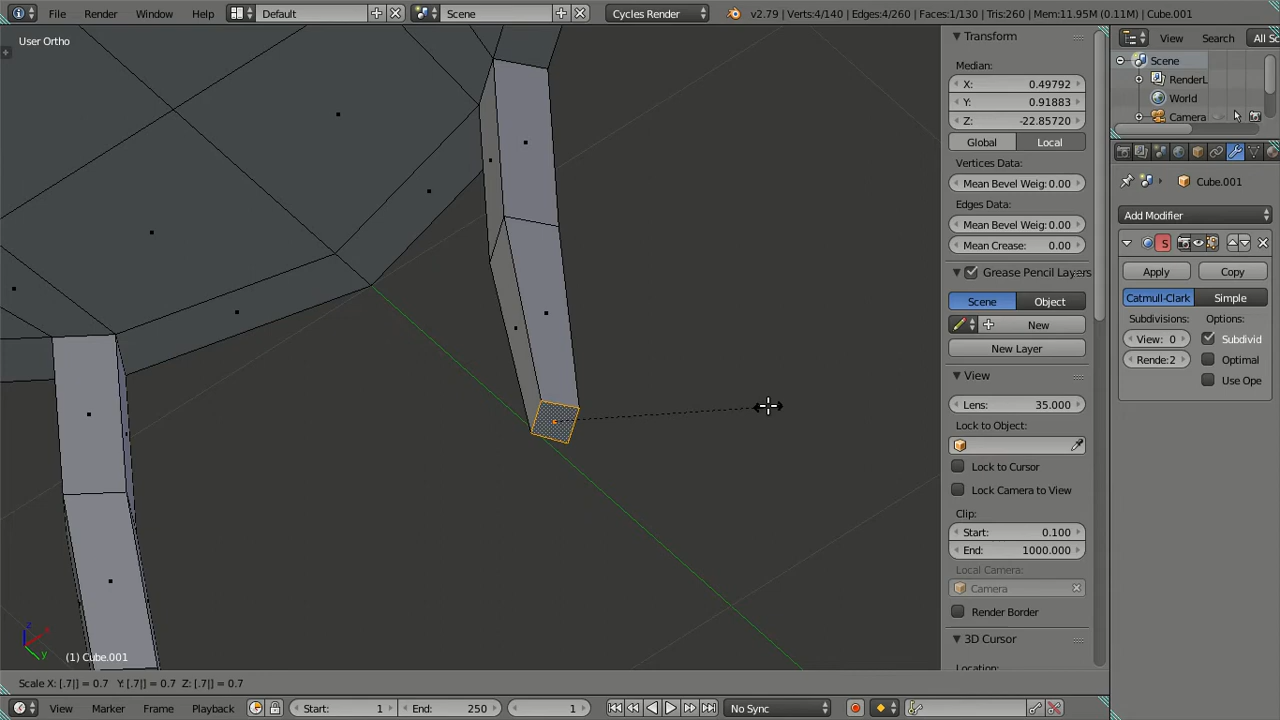 File Render Window Help Default Scene Cycles Render v2.79 | Verts:4/140 | Edges:4/260 | Faces:1/130 | Tris:260 | Mem:11.95M (0.11M) | Cube.001
User Ortho
Transform
Median:
X: 0.49792
Y: 0.91883
Z: -22.85720
Global Local
Vertices Data:
Mean Bevel Weig: 0.00
Edges Data:
Mean Bevel Weig: 0.00
Mean Crease: 0.00
Grease Pencil Layers
Scene Object
New
New Layer
View
Lens: 35.000
Lock to Object:
Lock to Cursor
Lock Camera to View
Clip:
Start: 0.100
End: 1000.000
Local Camera:
Camera
Render Border
3D Cursor
Location:
View Search All Sc
Scene
RenderL
World
Camera
Cube.001
Add Modifier
S
Apply Copy
Catmull-Clark Simple
Subdivisions: Options:
View: 0 Subdivid
Rende: 2 Optimal
Use Ope
z x y
(1) Cube.001
Scale X: [.7|] = 0.7 Y: [.7|] = 0.7 Z: [.7|] = 0.7
View Marker Frame Playback Start: 1 End: 250 1 No Sync